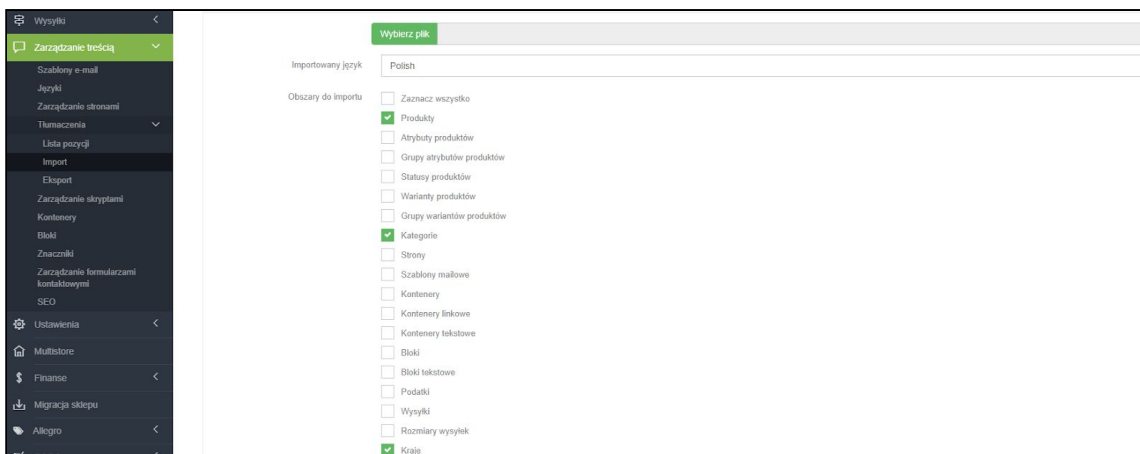 Wysyłki
Zarządzanie treścią
Szablony e-mail
Języki
Zarządzanie stronami
Tłumaczenia
Lista pozycji
Import
Eksport
Zarządzanie skryptami
Kontenery
Bloki
Znaczniki
Zarządzanie formularzami
kontaktowymi
SEO
Ustawienia
Multistore
Finanse
Migracja sklepu
Allegro
Wybierz plik
Importowany język
Polish
Obszary do importu
Zaznacz wszystko
Produkty
Atrybuty produktów
Grupy atrybutów produktów
Statusy produktów
Warianty produktów
Grupy wariantów produktów
Kategorie
Strony
Szablony mailowe
Kontenery
Kontenery linkowe
Kontenery tekstowe
Bloki
Bloki tekstowe
Podatki
Wysyłki
Rozmiary wysyłek
Kraje